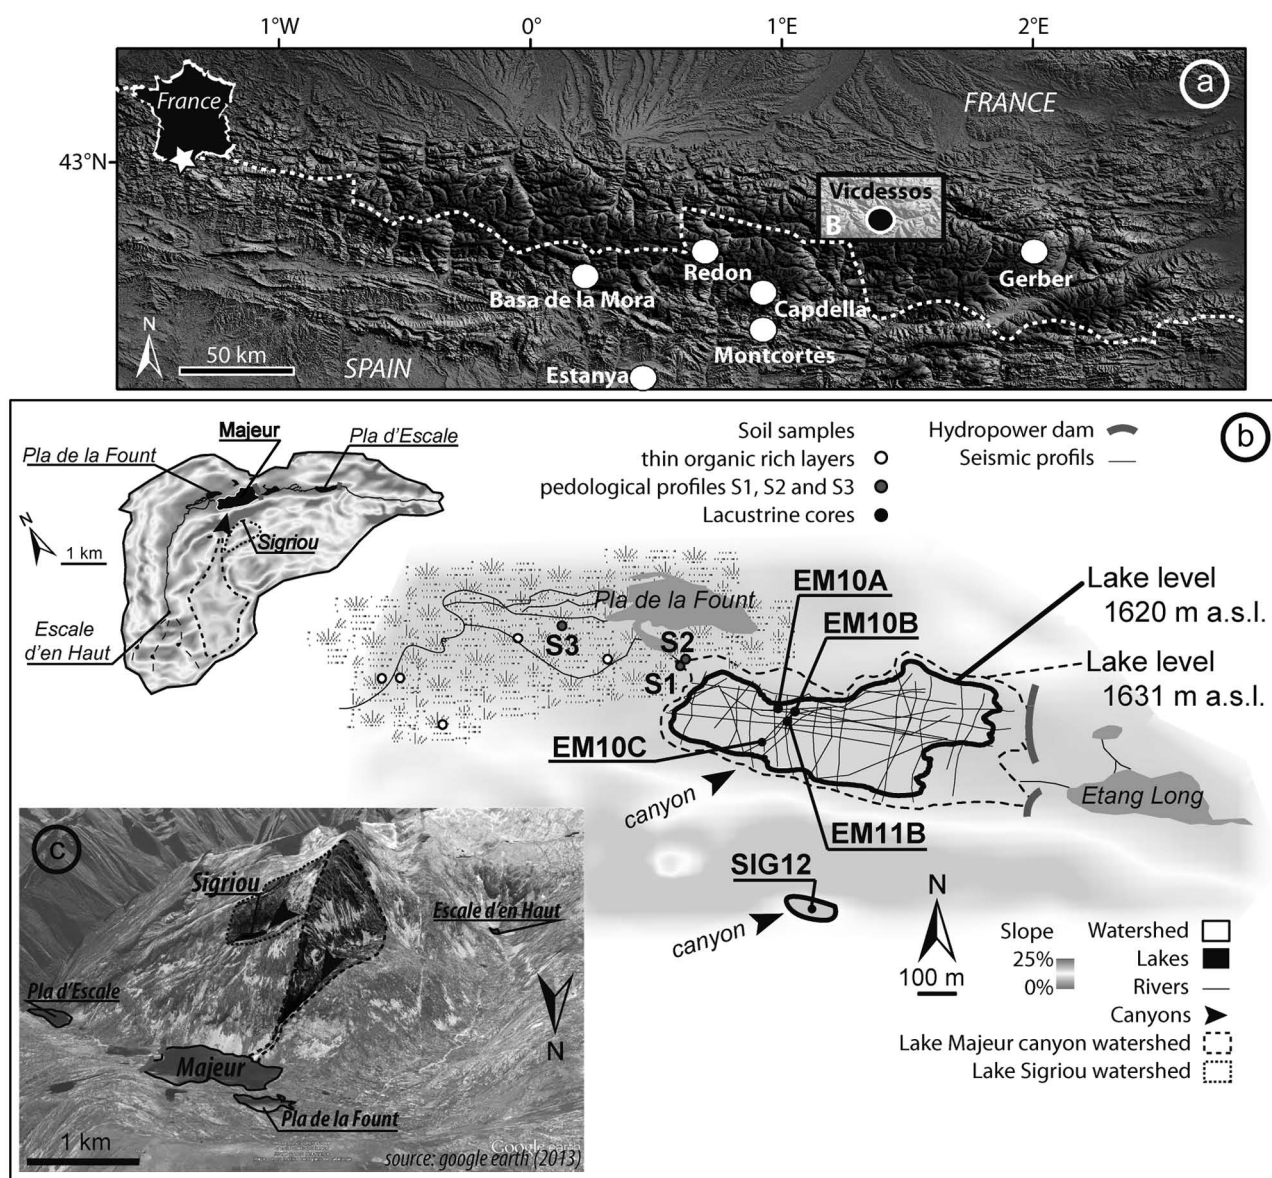 1°W
0°
1°E
2°E
43°N
France
FRANCE
a
Vicdessos
B
Redon
Gerber
Basa de la Mora
Capdella
Montcortes
Estanya
N
50 km
SPAIN
b
Majeur
Pla de la Fount
Pla d'Escale
N
1 km
Sigriou
Escale
d'en Haut
Soil samples
thin organic rich layers
pedological profiles S1, S2 and S3
Lacustrine cores
Hydropower dam
Seismic profils
Pla de la Fount
EM10A
EM10B
Lake level
1620 m a.s.l.
S3
S2
S1
Lake level
1631 m a.s.l.
EM10C
canyon
Etang Long
EM11B
SIG12
canyon
N
100 m
Slope
25%
0%
Watershed
Lakes
Rivers
Canyons
Lake Majeur canyon watershed
Lake Sigriou watershed
c
Sigriou
Escale d'en Haut
Pla d'Escale
N
Majeur
Pla de la Fount
1 km
Google earth
source: google earth (2013)